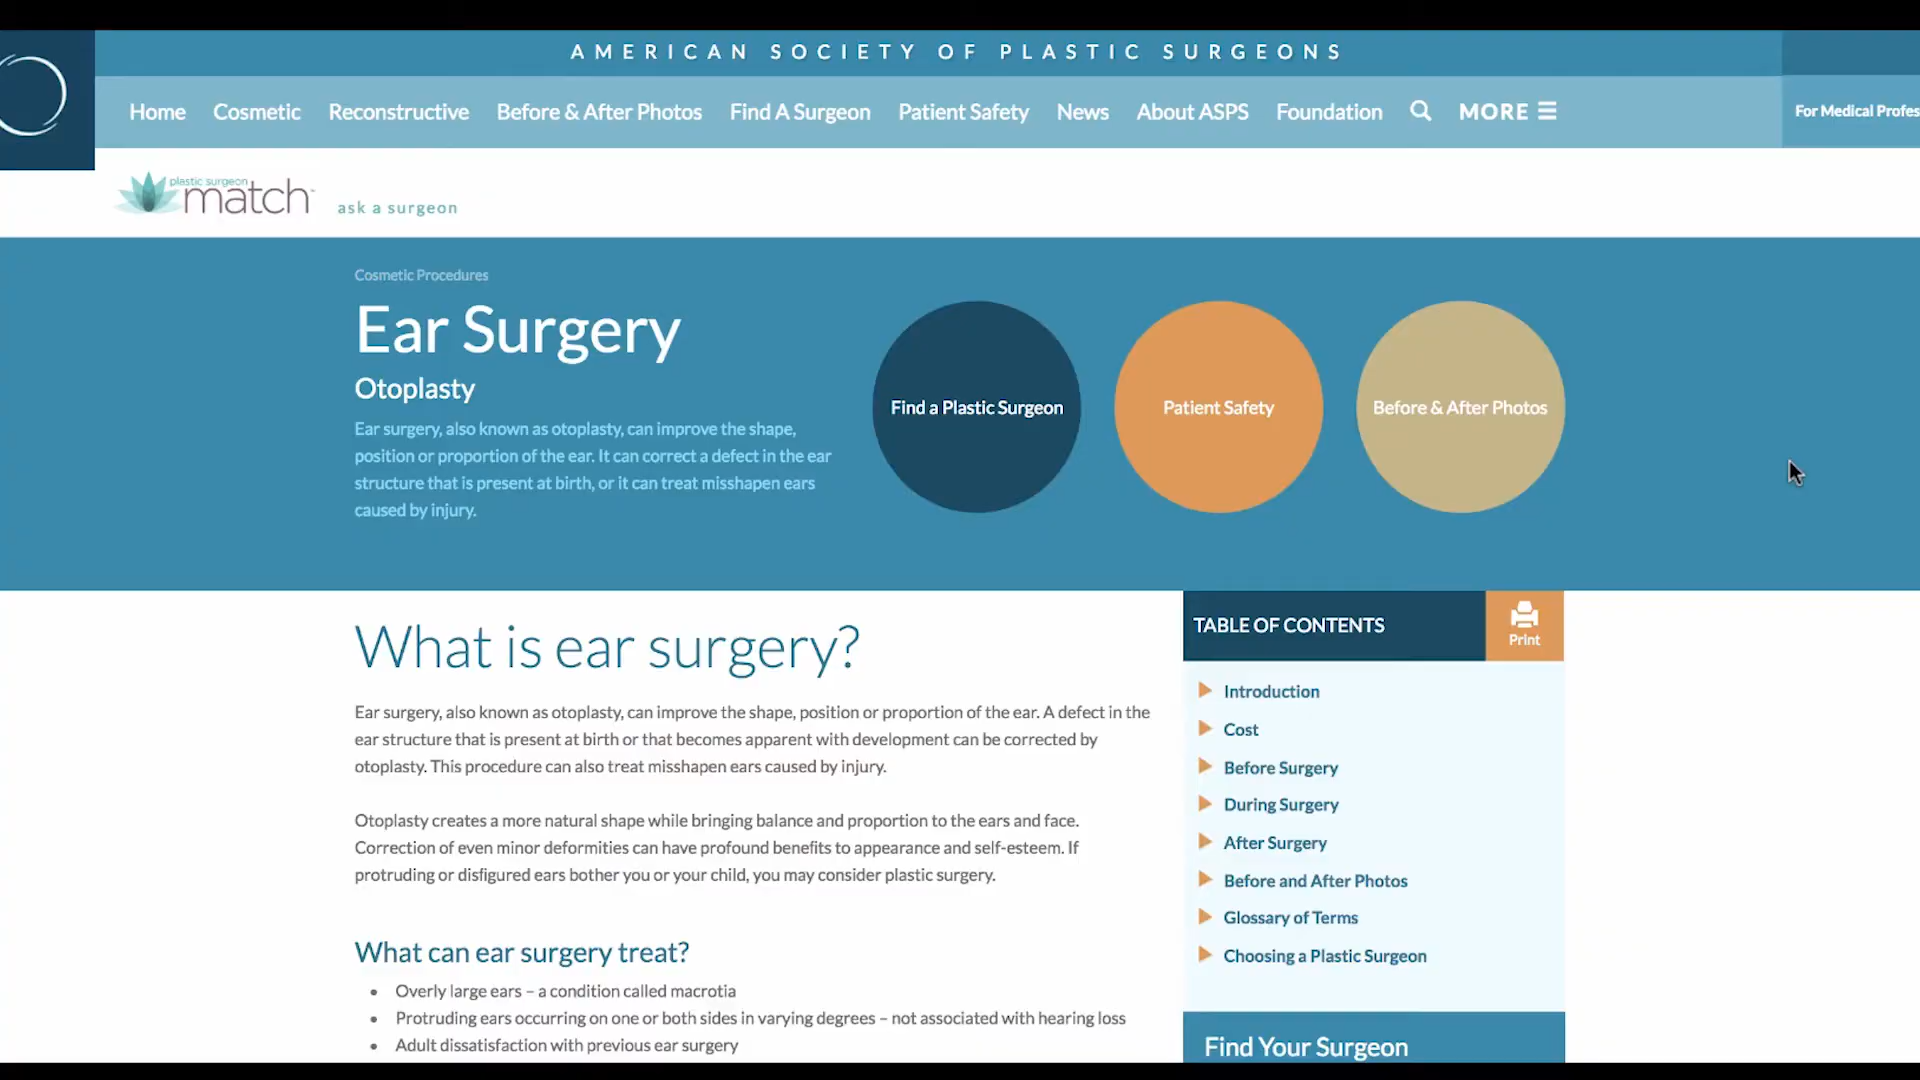 AMERICAN SOCIETY OF PLASTIC SURGEONS
Home Cosmetic Reconstructive Before & After Photos Find A Surgeon Patient Safety News About ASPS Foundation MORE
For Medical
plastic surgeon
match
ask a surgeon
Cosmetic Procedures
Ear Surgery
Otoplasty
Ear surgery, also known as otoplasty, can improve the shape,
position or proportion of the ear. It can correct a defect in the ear
structure that is present at birth, or it can treat misshapen ears
caused by injury.
Find a Plastic Surgeon
Patient Safety
Before & After Photos
What is ear surgery?
Ear surgery, also known as otoplasty, can improve the shape, position or proportion of the ear. A defect in the
ear structure that is present at birth or that becomes apparent with development can be corrected by
otoplasty. This procedure can also treat misshapen ears caused by injury.
Otoplasty creates a more natural shape while bringing balance and proportion to the ears and face.
Correction of even minor deformities can have profound benefits to appearance and self-esteem. If
protruding or disfigured ears bother you or your child, you may consider plastic surgery.
What can ear surgery treat?
• Overly large ears – a condition called macrotia
• Protruding ears occurring on one or both sides in varying degrees – not associated with hearing loss
• Adult dissatisfaction with previous ear surgery
TABLE OF CONTENTS
Print
Introduction
Cost
Before Surgery
During Surgery
After Surgery
Before and After Photos
Glossary of Terms
Choosing a Plastic Surgeon
Find Your Surgeon